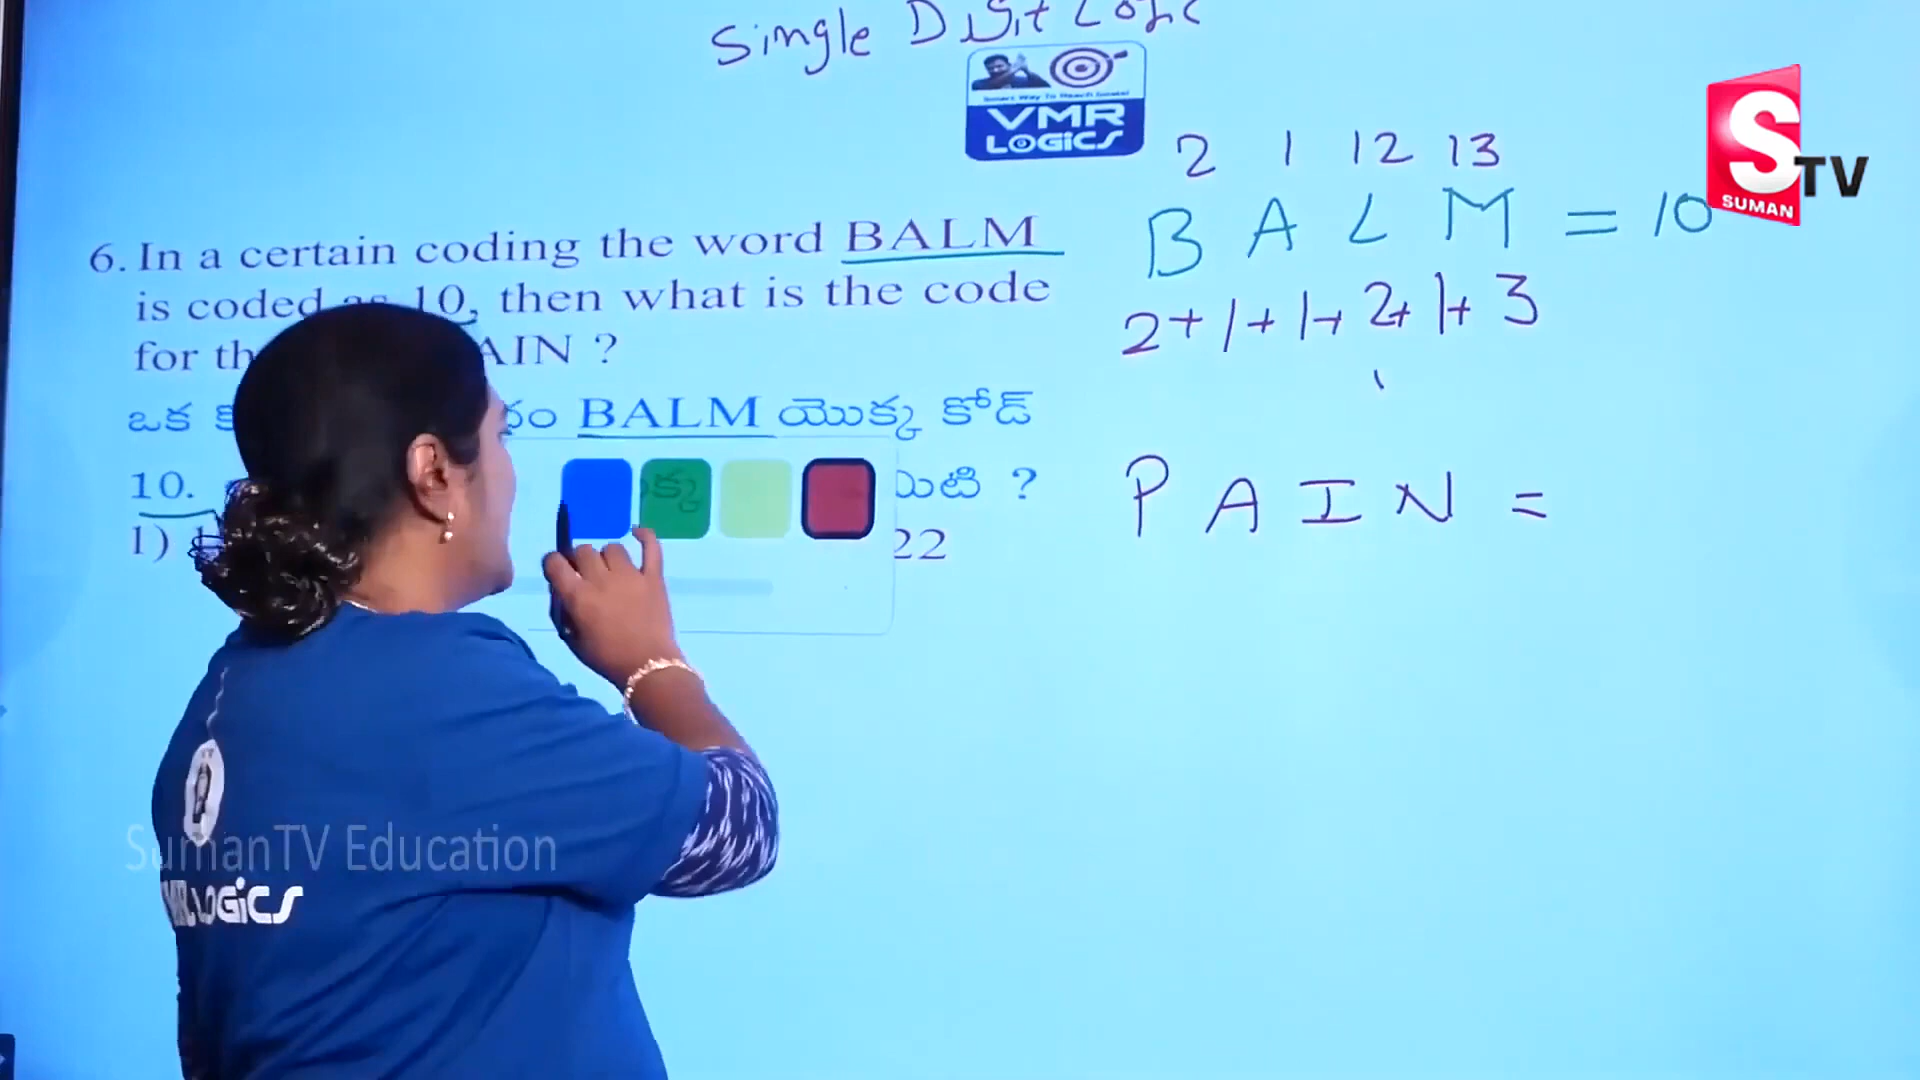 Single Digit Logic
VMR
LOGiCS
S
TV
SUMAN
2 1 12 13
B A L M = 10
2+1+1+2+1+3
6. In a certain coding the word BALM
is coded as 10, then what is the code
for th AIN ?
ఒక BALM యొక్క కోడ్
10. క్క మిటి ?
1) 22
P A I N =
SumanTV Education
LOGiCS